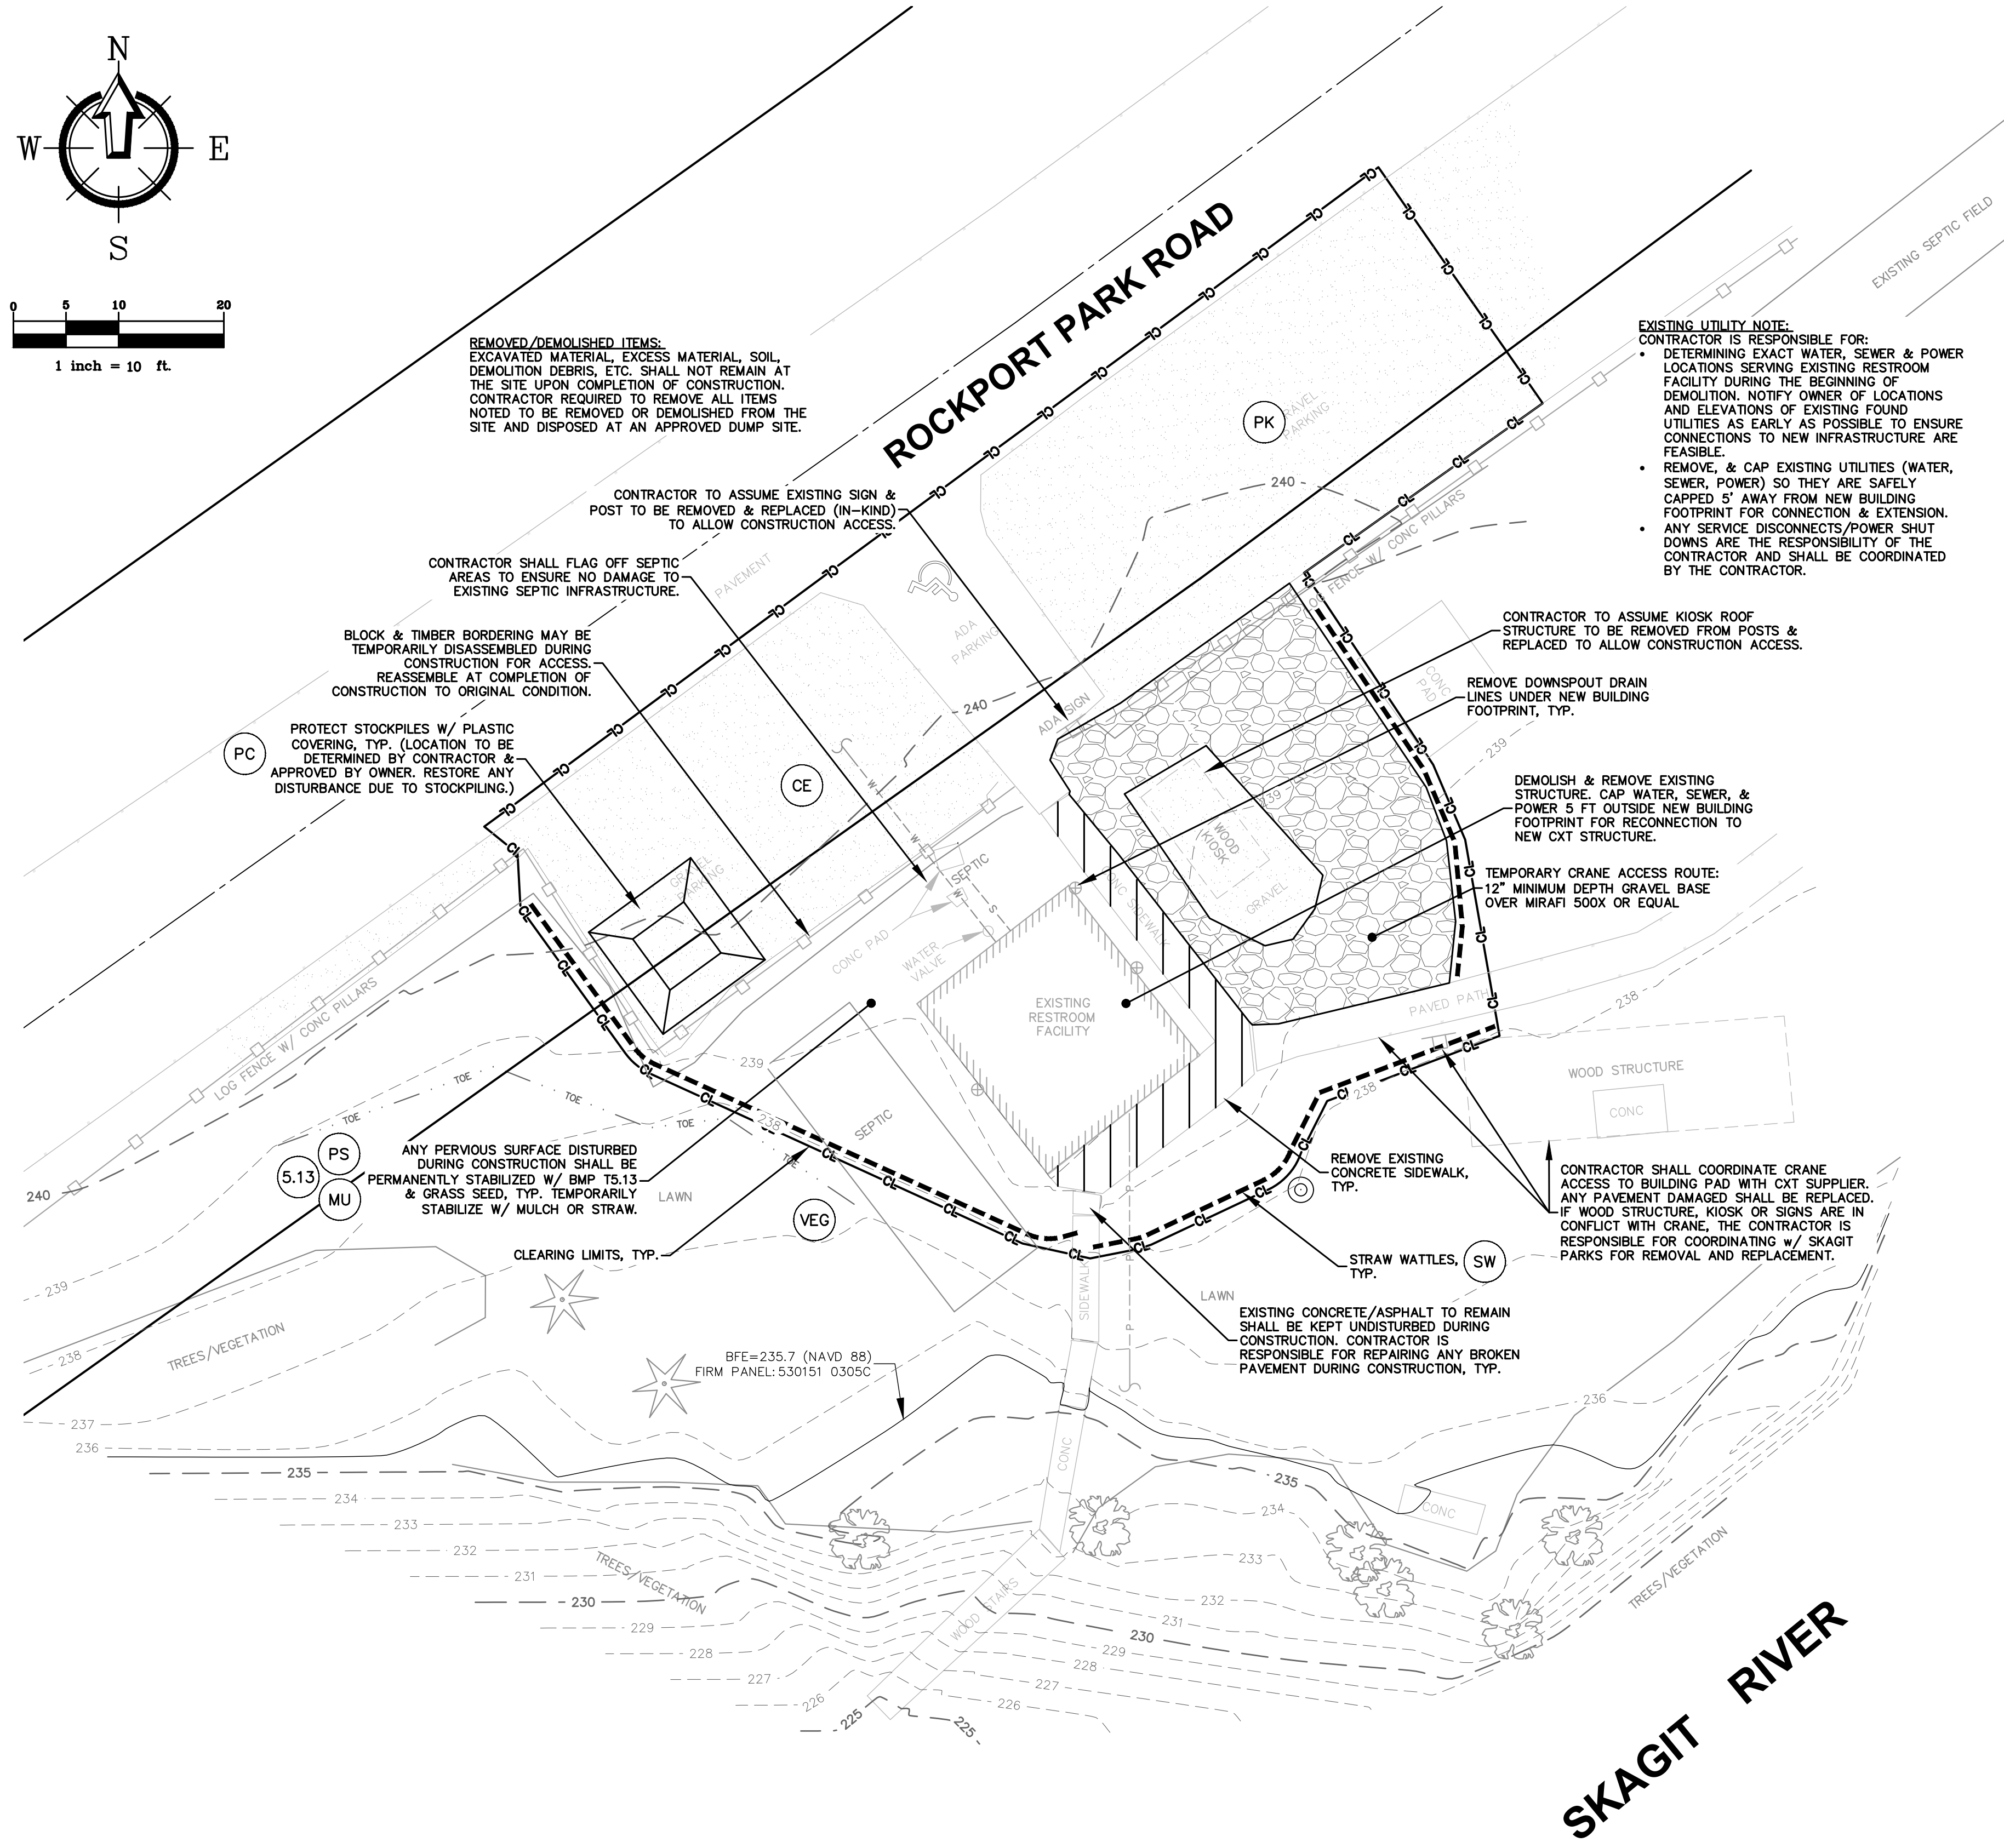 N
W
E
S
0 5 10 20
1 inch = 10 ft.
REMOVED/DEMOLISHED ITEMS:
EXCAVATED MATERIAL, EXCESS MATERIAL, SOIL,
DEMOLITION DEBRIS, ETC. SHALL NOT REMAIN AT
THE SITE UPON COMPLETION OF CONSTRUCTION.
CONTRACTOR REQUIRED TO REMOVE ALL ITEMS
NOTED TO BE REMOVED OR DEMOLISHED FROM THE
SITE AND DISPOSED AT AN APPROVED DUMP SITE.
ROCKPORT PARK ROAD
EXISTING SEPTIC FIELD
EXISTING UTILITY NOTE:
CONTRACTOR IS RESPONSIBLE FOR:
• DETERMINING EXACT WATER, SEWER & POWER
LOCATIONS SERVING EXISTING RESTROOM
FACILITY DURING THE BEGINNING OF
DEMOLITION. NOTIFY OWNER OF LOCATIONS
AND ELEVATIONS OF EXISTING FOUND
UTILITIES AS EARLY AS POSSIBLE TO ENSURE
CONNECTIONS TO NEW INFRASTRUCTURE ARE
FEASIBLE.
• REMOVE, & CAP EXISTING UTILITIES (WATER,
SEWER, POWER) SO THEY ARE SAFELY
CAPPED 5' AWAY FROM NEW BUILDING
FOOTPRINT FOR CONNECTION & EXTENSION.
• ANY SERVICE DISCONNECTS/POWER SHUT
DOWNS ARE THE RESPONSIBILITY OF THE
CONTRACTOR AND SHALL BE COORDINATED
BY THE CONTRACTOR.
PK
GRAVEL
PARKING
240
LOG FENCE W/ CONC PILLARS
CONTRACTOR TO ASSUME EXISTING SIGN &
POST TO BE REMOVED & REPLACED (IN-KIND)
TO ALLOW CONSTRUCTION ACCESS.
CONTRACTOR SHALL FLAG OFF SEPTIC
AREAS TO ENSURE NO DAMAGE TO
EXISTING SEPTIC INFRASTRUCTURE.
PAVEMENT
ADA
PARKING
BLOCK & TIMBER BORDERING MAY BE
TEMPORARILY DISASSEMBLED DURING
CONSTRUCTION FOR ACCESS.
REASSEMBLE AT COMPLETION OF
CONSTRUCTION TO ORIGINAL CONDITION.
PC
PROTECT STOCKPILES W/ PLASTIC
COVERING, TYP. (LOCATION TO BE
DETERMINED BY CONTRACTOR &
APPROVED BY OWNER. RESTORE ANY
DISTURBANCE DUE TO STOCKPILING.)
CE
240
ADA SIGN
CONTRACTOR TO ASSUME KIOSK ROOF
STRUCTURE TO BE REMOVED FROM POSTS &
REPLACED TO ALLOW CONSTRUCTION ACCESS.
CONC
PAD
REMOVE DOWNSPOUT DRAIN
LINES UNDER NEW BUILDING
FOOTPRINT, TYP.
239
DEMOLISH & REMOVE EXISTING
STRUCTURE. CAP WATER, SEWER, &
POWER 5 FT OUTSIDE NEW BUILDING
FOOTPRINT FOR RECONNECTION TO
NEW CXT STRUCTURE.
TEMPORARY CRANE ACCESS ROUTE:
12" MINIMUM DEPTH GRAVEL BASE
OVER MIRAFI 500X OR EQUAL
239
WOOD
KIOSK
GRAVEL
CONC SIDEWALK
GRAVEL
PARKING
SEPTIC
CONC PAD
WATER
VALVE
EXISTING
RESTROOM
FACILITY
PAVED PATH
238
LOG FENCE W/ CONC PILLARS
TOE
TOE
TOE
TOE
TOE
239
238
SEPTIC
238
WOOD STRUCTURE
CONC
240
PS
5.13
MU
ANY PERVIOUS SURFACE DISTURBED
DURING CONSTRUCTION SHALL BE
PERMANENTLY STABILIZED W/ BMP T5.13
& GRASS SEED, TYP. TEMPORARILY
STABILIZE W/ MULCH OR STRAW.
LAWN
VEG
CLEARING LIMITS, TYP.
REMOVE EXISTING
CONCRETE SIDEWALK,
TYP.
STRAW WATTLES,
TYP.
SW
CONTRACTOR SHALL COORDINATE CRANE
ACCESS TO BUILDING PAD WITH CXT SUPPLIER.
ANY PAVEMENT DAMAGED SHALL BE REPLACED.
IF WOOD STRUCTURE, KIOSK OR SIGNS ARE IN
CONFLICT WITH CRANE, THE CONTRACTOR IS
RESPONSIBLE FOR COORDINATING w/ SKAGIT
PARKS FOR REMOVAL AND REPLACEMENT.
239
238
TREES/VEGETATION
SIDEWALK
P
LAWN
EXISTING CONCRETE/ASPHALT TO REMAIN
SHALL BE KEPT UNDISTURBED DURING
CONSTRUCTION. CONTRACTOR IS
RESPONSIBLE FOR REPAIRING ANY BROKEN
PAVEMENT DURING CONSTRUCTION, TYP.
BFE=235.7 (NAVD 88)
FIRM PANEL: 530151 0305C
237
236
235
234
233
232
231
230
229
228
227
226
225
TREES/VEGETATION
CONC
WOOD STAIRS
236
235
234
233
232
231
230
229
228
227
226
225
CONC
TREES/VEGETATION
SKAGIT RIVER